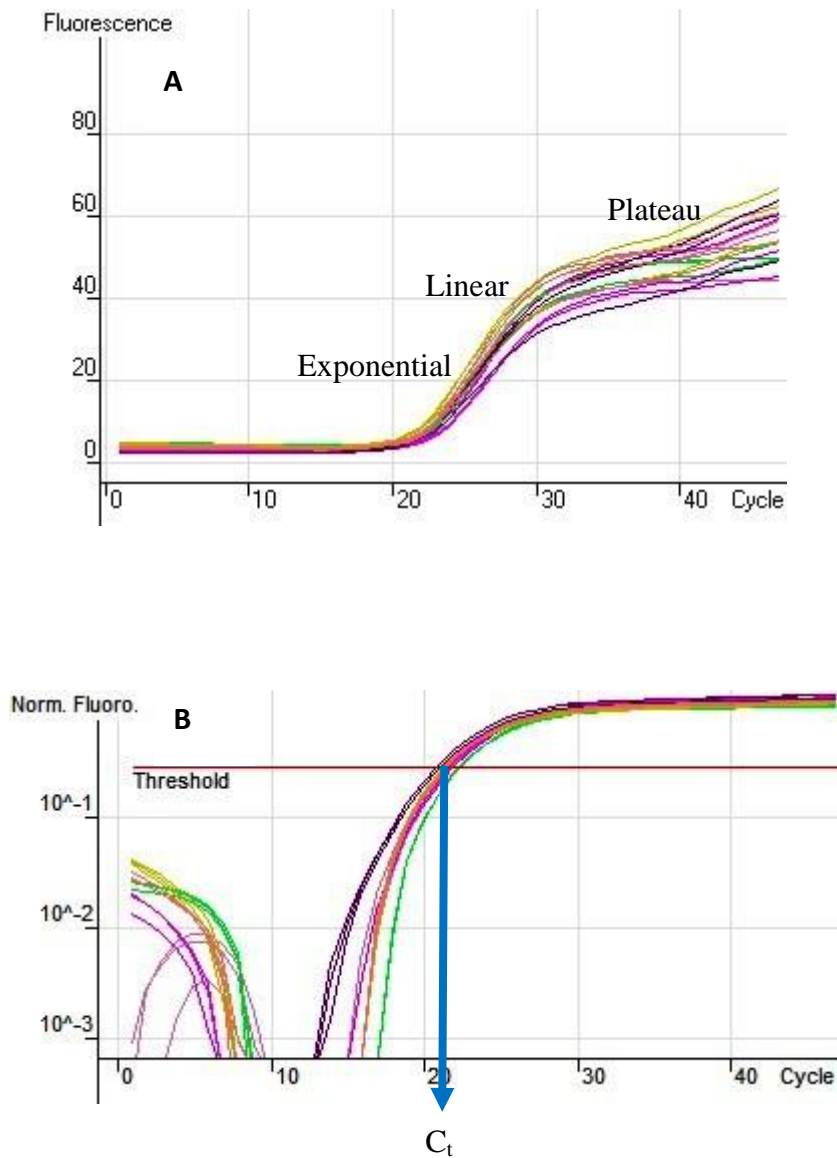 Fluorescence
A
80
60
Plateau
40
Linear
20
Exponential
0
0 10 20 30 40 Cycle
Norm. Fluoro.
B
Threshold
10^-1
10^-2
10^-3
0 10 20 30 40 Cycle
Ct